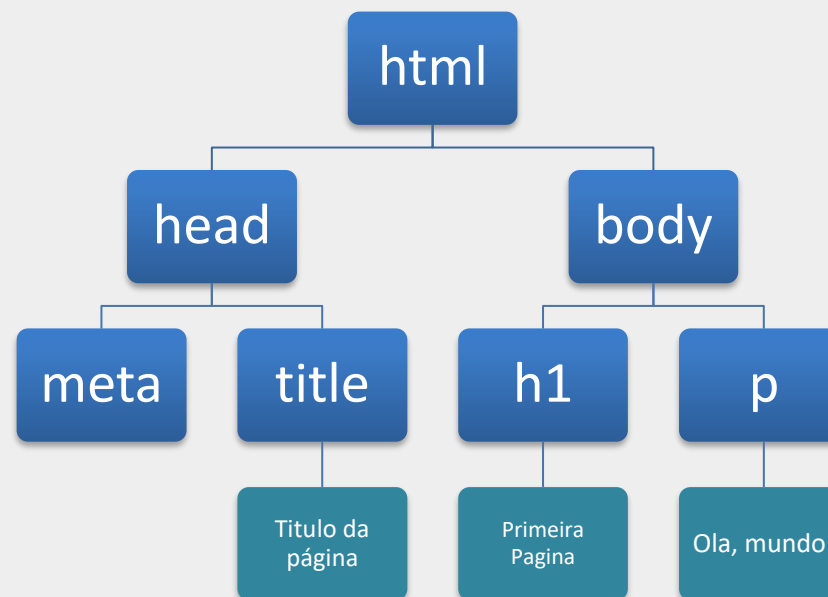 html
head
body
meta
title
h1
p
Titulo da
página
Primeira
Pagina
Ola, mundo